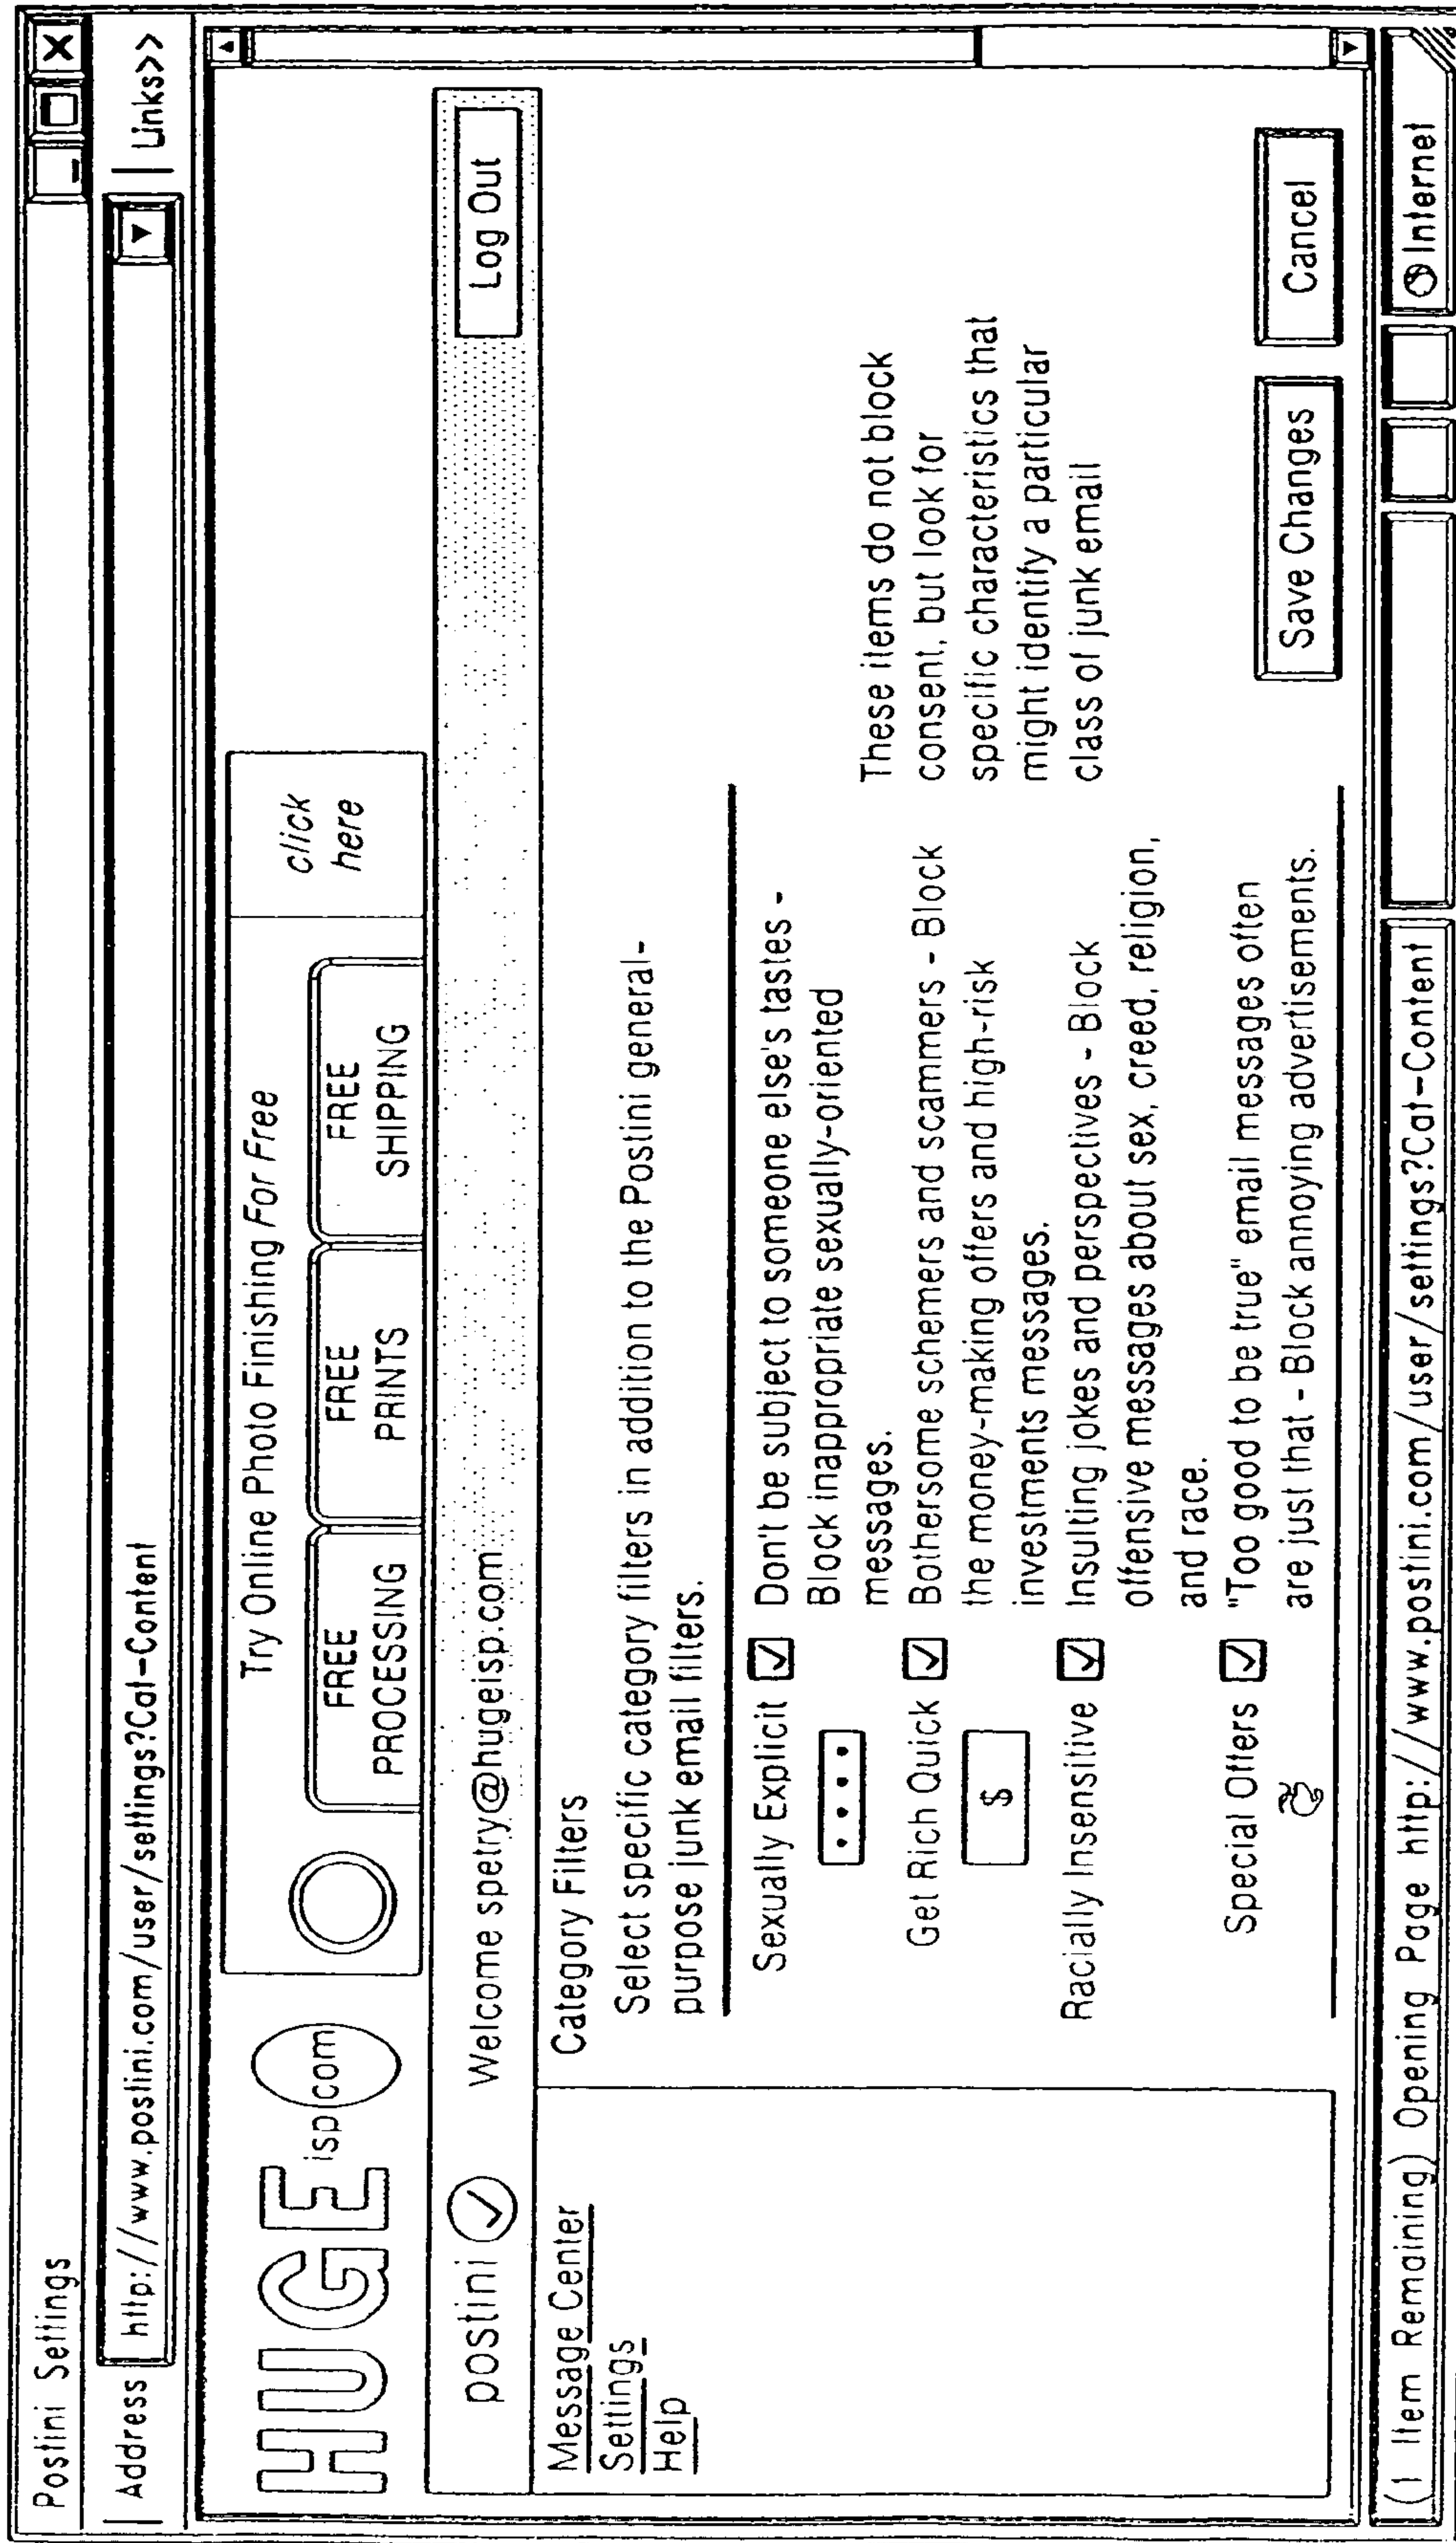 Postini Settings
Address http://www.postini.com/user/settings?Cat-Content Links>>
HUGE isp com
Try Online Photo Finishing For Free
FREE PROCESSING
FREE PRINTS
FREE SHIPPING
click here
postini Welcome spetry@hugeisp.com Log Out
Message Center
Settings
Help
Category Filters
Select specific category filters in addition to the Postini general-
purpose junk email filters.
Sexually Explicit Don't be subject to someone else's tastes -
Block inappropriate sexually-oriented
messages.
Get Rich Quick Bothersome schemers and scammers - Block
$ the money-making offers and high-risk
investments messages.
Racially Insensitive Insulting jokes and perspectives - Block
offensive messages about sex, creed, religion,
and race.
Special Offers "Too good to be true" email messages often
are just that - Block annoying advertisements.
These items do not block
consent, but look for
specific characteristics that
might identify a particular
class of junk email
Save Changes Cancel
(1 Item Remaining) Opening Page http://www.postini.com/user/settings?Cat-Content Internet